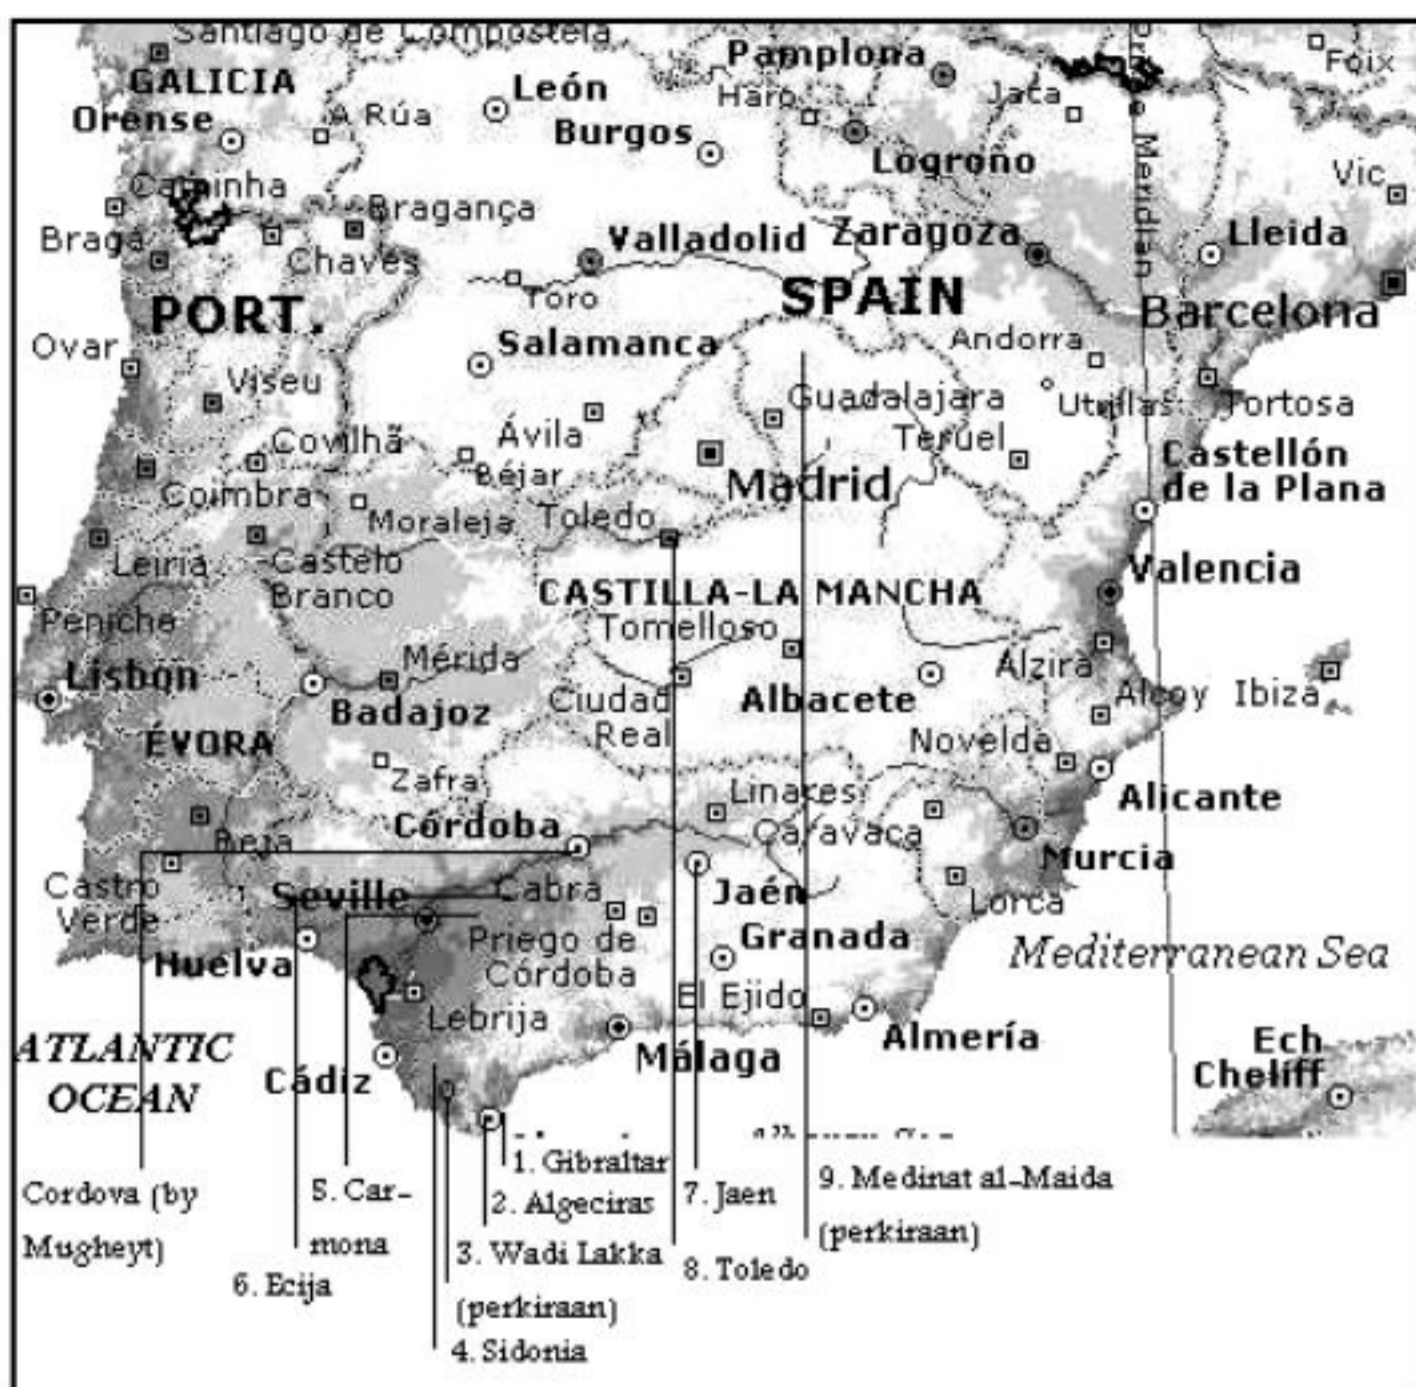 Santiago de Compostela
GALICIA
Orense
A Rúa
León
Burgos
Pamplona
Haro
Logrono
Jaca
Foix
Vic
Meridian
Caminha
Bragança
Braga
Chaves
Valladolid
Toro
Zaragoza
Lleida
PORT.
SPAIN
Barcelona
Ovar
Salamanca
Andorra
Viseu
Guadalajara
Utrillas
Tortosa
Ávila
Teruel
Covilhã
Béjar
Castellón
de la Plana
Coimbra
Madrid
Moraleja
Toledo
Leiria
Castelo
Branco
CASTILLA-LA MANCHA
Valencia
Peniche
Tomelloso
Mérida
Alzira
Lisbon
Ciudad
Real
Albacete
Alcoy
Ibiza
Badajoz
ÉVORA
Novelda
Zafra
Linares
Alicante
Beja
Córdoba
Caravaca
Murcia
Castro
Verde
Seville
Cabra
Jaén
Lorca
Huelva
Priego de
Córdoba
Granada
Mediterranean Sea
El Ejido
Lebrija
ATLANTIC
OCEAN
Cádiz
Málaga
Almería
Ech
Cheliff
Cordova (by
Mugheyt)
5. Car-
mona
6. Ecija
1. Gibraltar
2. Algeciras
3. Wadi Lakka
(perkiraan)
4. Sidonia
7. Jaen
8. Toledo
9. Medinat al-Maida
(perkiraan)